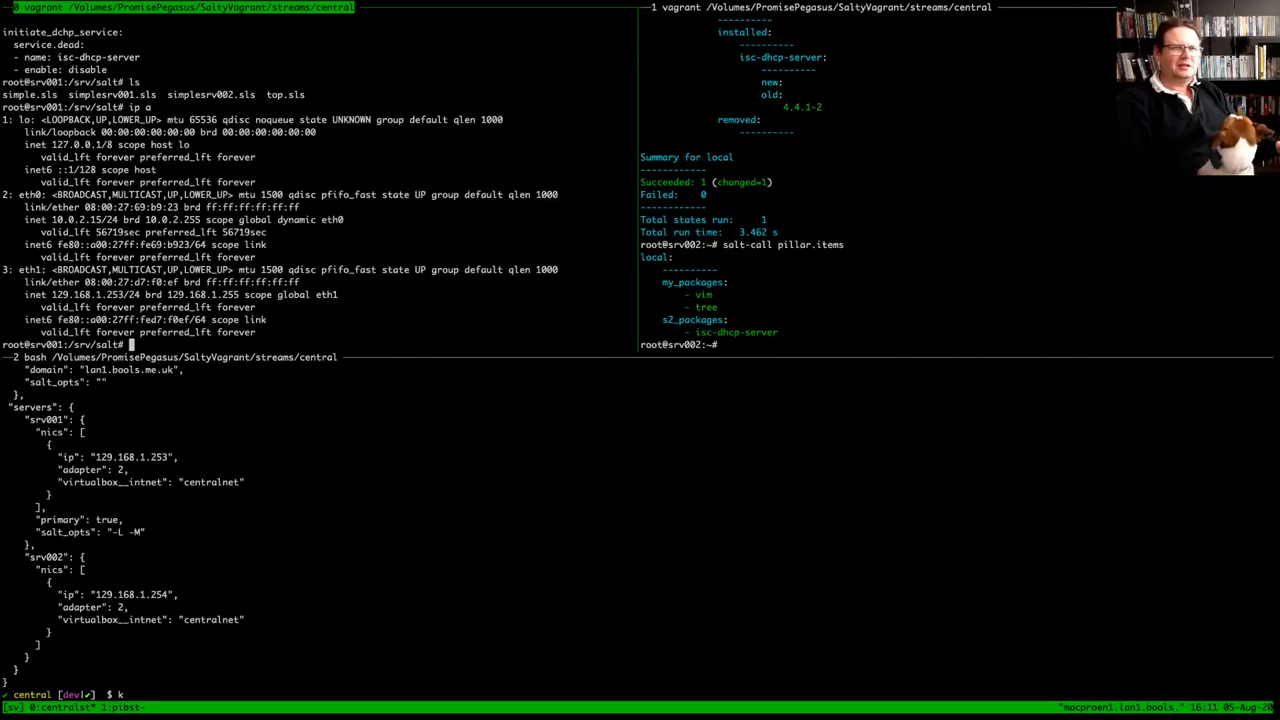 0 vagrant /Volumes/PromisePegasus/SaltyVagrant/streams/central
initiate_dchp_service:
  service.dead:
  - name: isc-dhcp-server
  - enable: disable
root@srv001:/srv/salt# ls
simple.sls  simplesrv001.sls  simplesrv002.sls  top.sls
root@srv001:/srv/salt# ip a
1: lo: <LOOPBACK,UP,LOWER_UP> mtu 65536 qdisc noqueue state UNKNOWN group default qlen 1000
    link/loopback 00:00:00:00:00:00 brd 00:00:00:00:00:00
    inet 127.0.0.1/8 scope host lo
       valid_lft forever preferred_lft forever
    inet6 ::1/128 scope host
       valid_lft forever preferred_lft forever
2: eth0: <BROADCAST,MULTICAST,UP,LOWER_UP> mtu 1500 qdisc pfifo_fast state UP group default qlen 1000
    link/ether 08:00:27:69:b9:23 brd ff:ff:ff:ff:ff:ff
    inet 10.0.2.15/24 brd 10.0.2.255 scope global dynamic eth0
       valid_lft 56719sec preferred_lft 56719sec
    inet6 fe80::a00:27ff:fe69:b923/64 scope link
       valid_lft forever preferred_lft forever
3: eth1: <BROADCAST,MULTICAST,UP,LOWER_UP> mtu 1500 qdisc pfifo_fast state UP group default qlen 1000
    link/ether 08:00:27:d7:f0:ef brd ff:ff:ff:ff:ff:ff
    inet 129.168.1.253/24 brd 129.168.1.255 scope global eth1
       valid_lft forever preferred_lft forever
    inet6 fe80::a00:27ff:fed7:f0ef/64 scope link
       valid_lft forever preferred_lft forever
root@srv001:/srv/salt#
1 vagrant /Volumes/PromisePegasus/SaltyVagrant/streams/central
----------
installed:
----------
isc-dhcp-server:
----------
new:
old:
4.4.1-2
removed:
----------
Summary for local
------------
Succeeded: 1 (changed=1)
Failed:    0
------------
Total states run:     1
Total run time:   3.462 s
root@srv002:~# salt-call pillar.items
local:
    ----------
    my_packages:
        - vim
        - tree
    s2_packages:
        - isc-dhcp-server
root@srv002:~#
2 bash /Volumes/PromisePegasus/SaltyVagrant/streams/central
    "domain": "lan1.bools.me.uk",
    "salt_opts": ""
  },
  "servers": {
    "srv001": {
      "nics": [
        {
          "ip": "129.168.1.253",
          "adapter": 2,
          "virtualbox__intnet": "centralnet"
        }
      ],
      "primary": true,
      "salt_opts": "-L -M"
    },
    "srv002": {
      "nics": [
        {
          "ip": "129.168.1.254",
          "adapter": 2,
          "virtualbox__intnet": "centralnet"
        }
      ]
    }
  }
}
✔ central [dev|✔]  $ k
[sv] 0:centralst* 1:pibst-
"macproen1.lan1.bools." 16:11 05-Aug-20